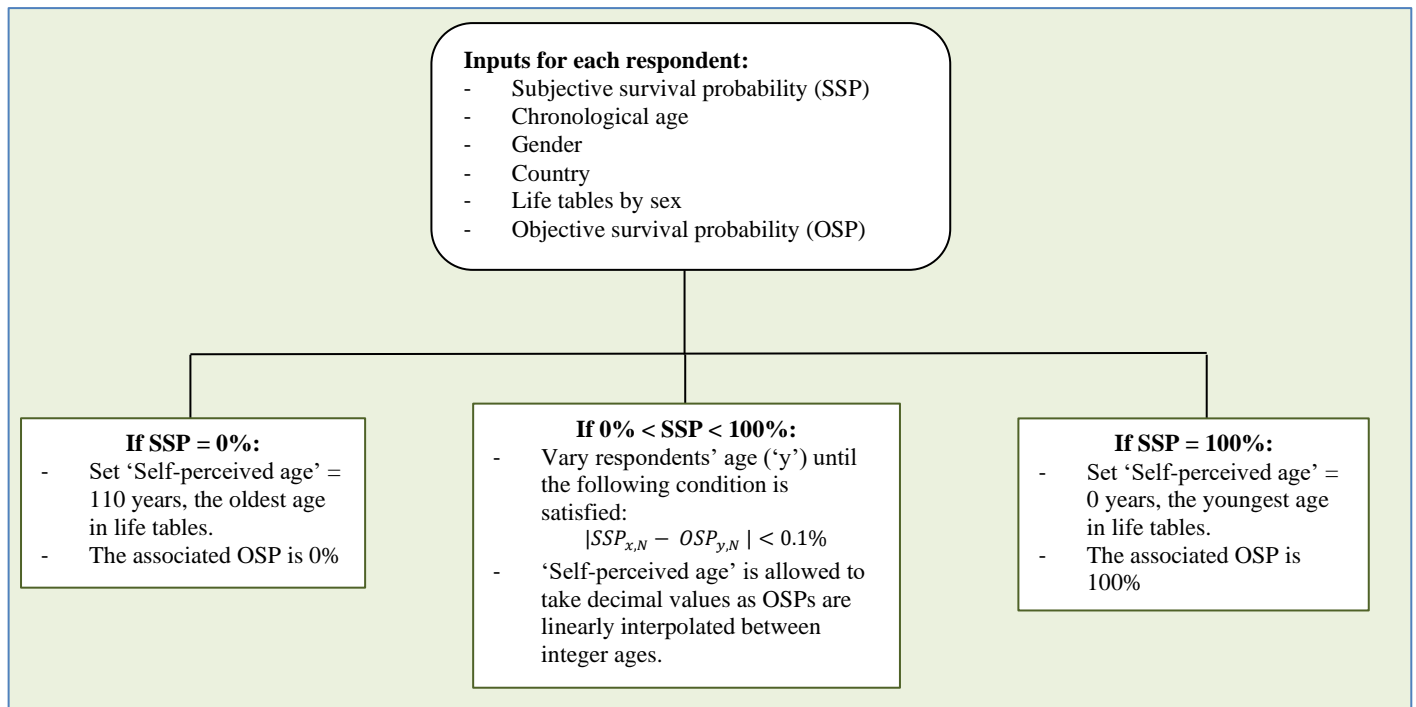 Inputs for each respondent:
- Subjective survival probability (SSP)
- Chronological age
- Gender
- Country
- Life tables by sex
- Objective survival probability (OSP)
If SSP = 0%:
- Set ‘Self-perceived age’ =
110 years, the oldest age
in life tables.
- The associated OSP is 0%
If 0% < SSP < 100%:
- Vary respondents’ age (‘y’) until
the following condition is
satisfied:
|SSP_{x,N} − OSP_{y,N} | < 0.1%
- ‘Self-perceived age’ is allowed to
take decimal values as OSPs are
linearly interpolated between
integer ages.
If SSP = 100%:
- Set ‘Self-perceived age’ =
0 years, the youngest age
in life tables.
- The associated OSP is
100%